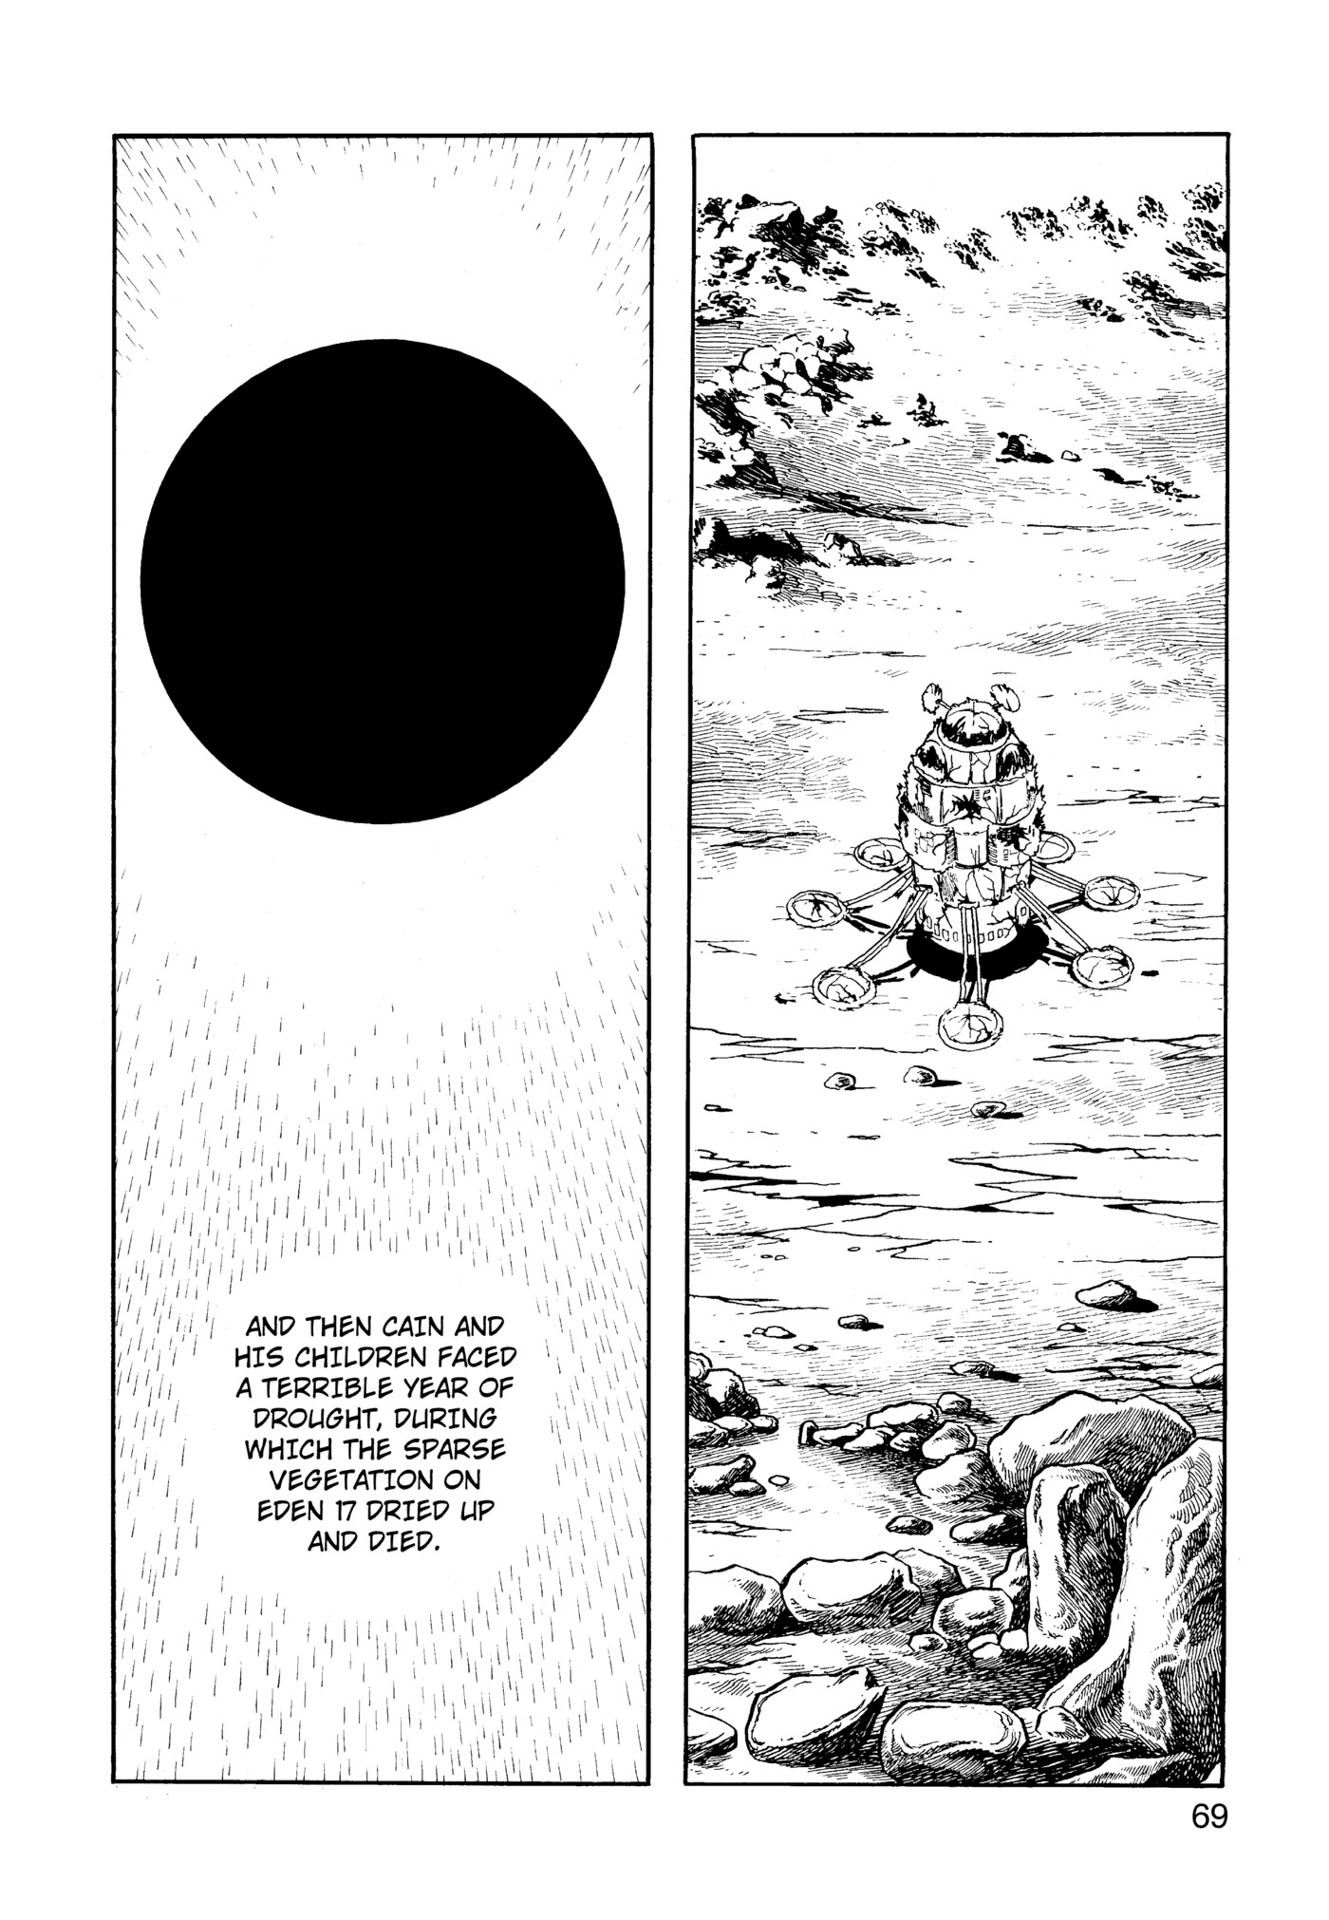 AND THEN CAIN AND
HIS CHILDREN FACED
A TERRIBLE YEAR OF
DROUGHT, DURING
WHICH THE SPARSE
VEGETATION ON
EDEN 17 DRIED UP
AND DIED.
69